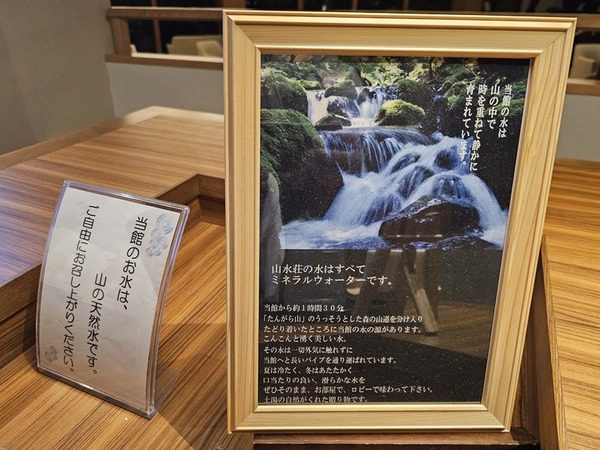 当館のお水は、
山の天然水です。
ご自由にお召し上がりください。
当館の水は
山の中で
時を重ねて静かに
育まれています。
山水荘の水はすべて
ミネラルウォーターです。
当館から約1時間30分
「たんがら山」のうっそうとした森の山道を分け入り
たどり着いたところに当館の水の源があります。
こんこんと湧く美しい水。
その水は一切外気に触れずに
当館へと長いパイプを通り運ばれています。
夏は冷たく、冬はあたたかく
口当たりの良い、滑らかな水を
ぜひそのまま、お部屋で、ロビーで味わって下さい。
土湯の自然がくれた贈り物です。